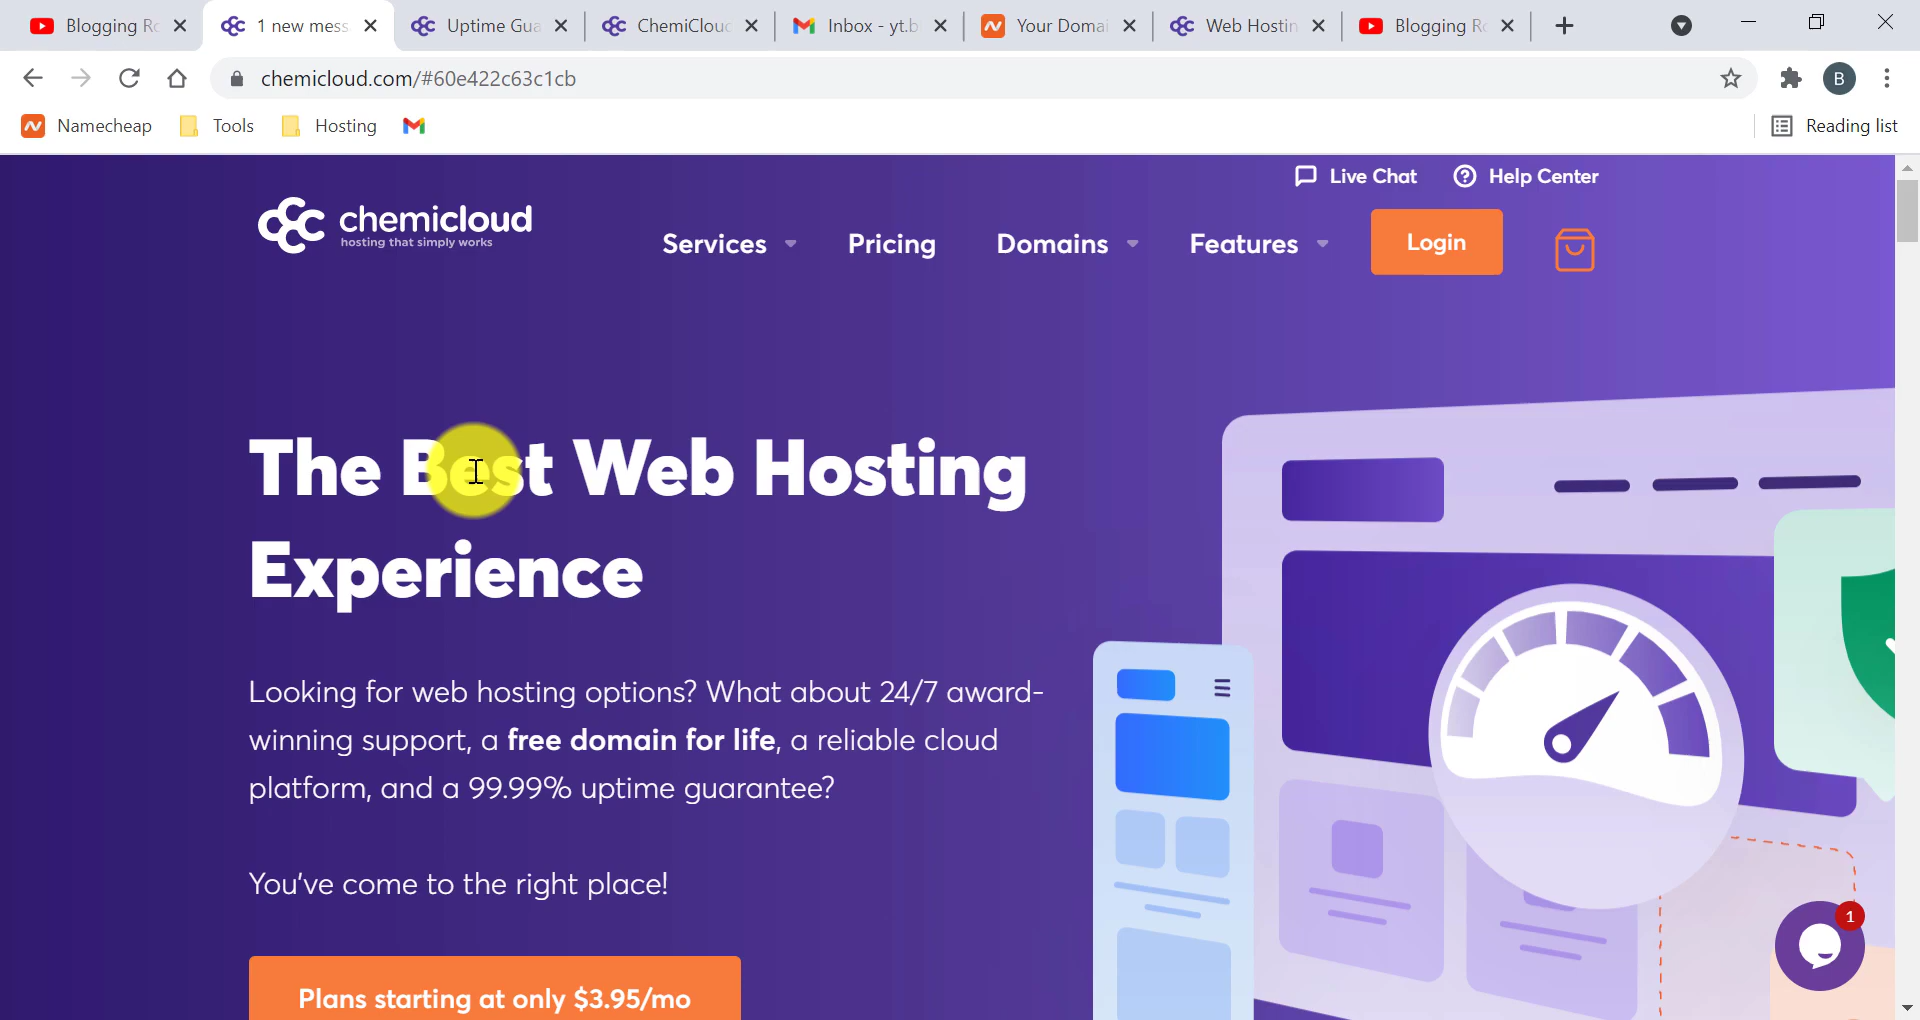 Blogging Ro
1 new mess
Uptime Gua
ChemiClou
Inbox - yt.b
Your Domai
Web Hostin
Blogging Ro
chemicloud.com/#60e422c63c1cb
B
Namecheap
Tools
Hosting
Reading list
Live Chat
Help Center
chemicloud
hosting that simply works
Services
Pricing
Domains
Features
Login
The Best Web Hosting
Experience
Looking for web hosting options? What about 24/7 award-
winning support, a free domain for life, a reliable cloud
platform, and a 99.99% uptime guarantee?
You've come to the right place!
1
Plans starting at only $3.95/mo